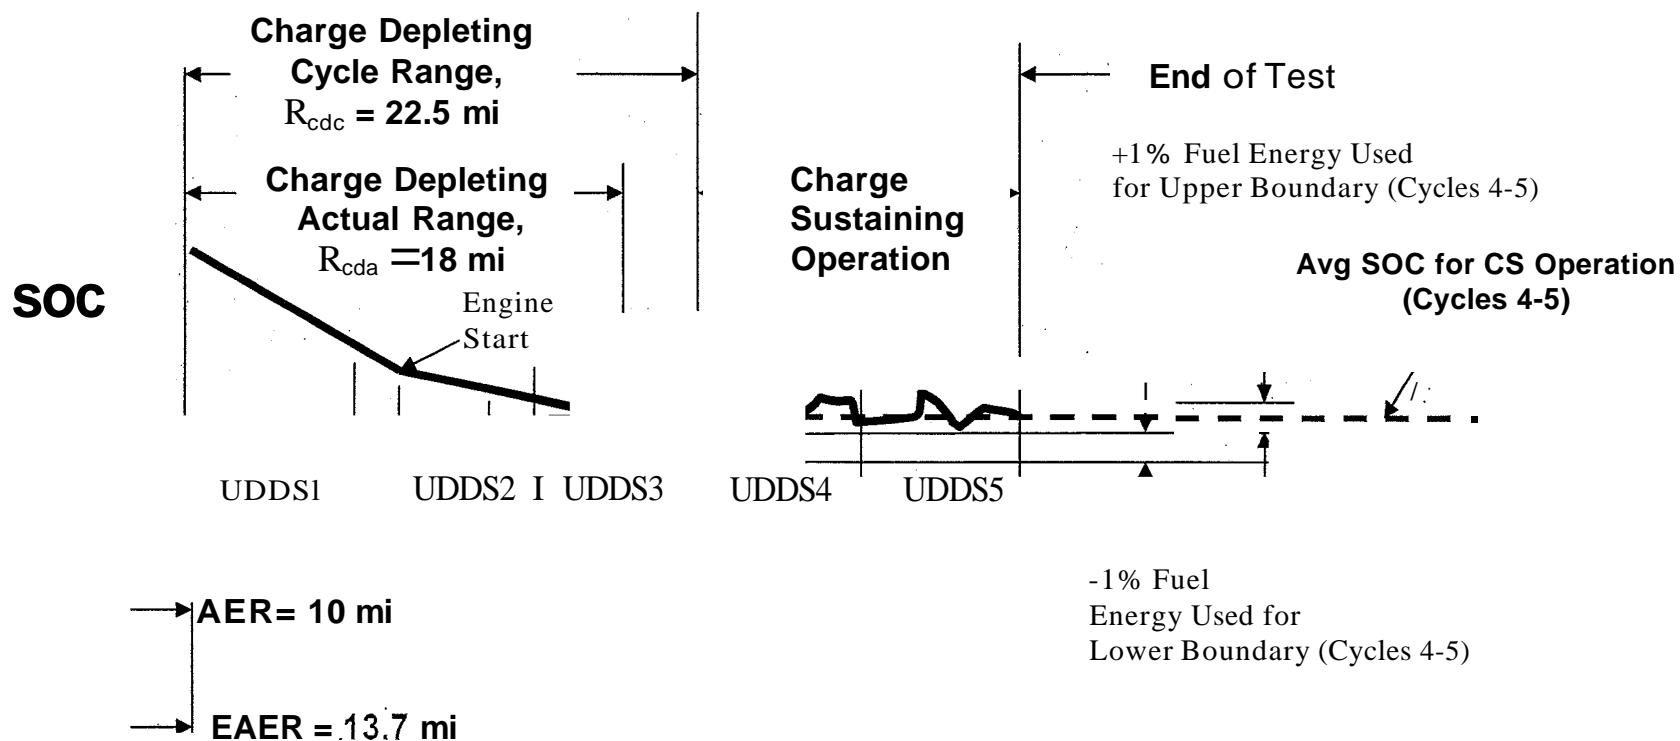 Charge Depleting
Cycle Range,
Rcdc = 22.5 mi
End of Test
+1% Fuel Energy Used
for Upper Boundary (Cycles 4-5)
Charge Depleting
Actual Range,
Rcda =18 mi
Charge
Sustaining
Operation
Avg SOC for CS Operation
(Cycles 4-5)
SOC
Engine
Start
UDDS1
UDDS2 I UDDS3
UDDS4
UDDS5
-1% Fuel
Energy Used for
Lower Boundary (Cycles 4-5)
AER= 10 mi
EAER = 13.7 mi